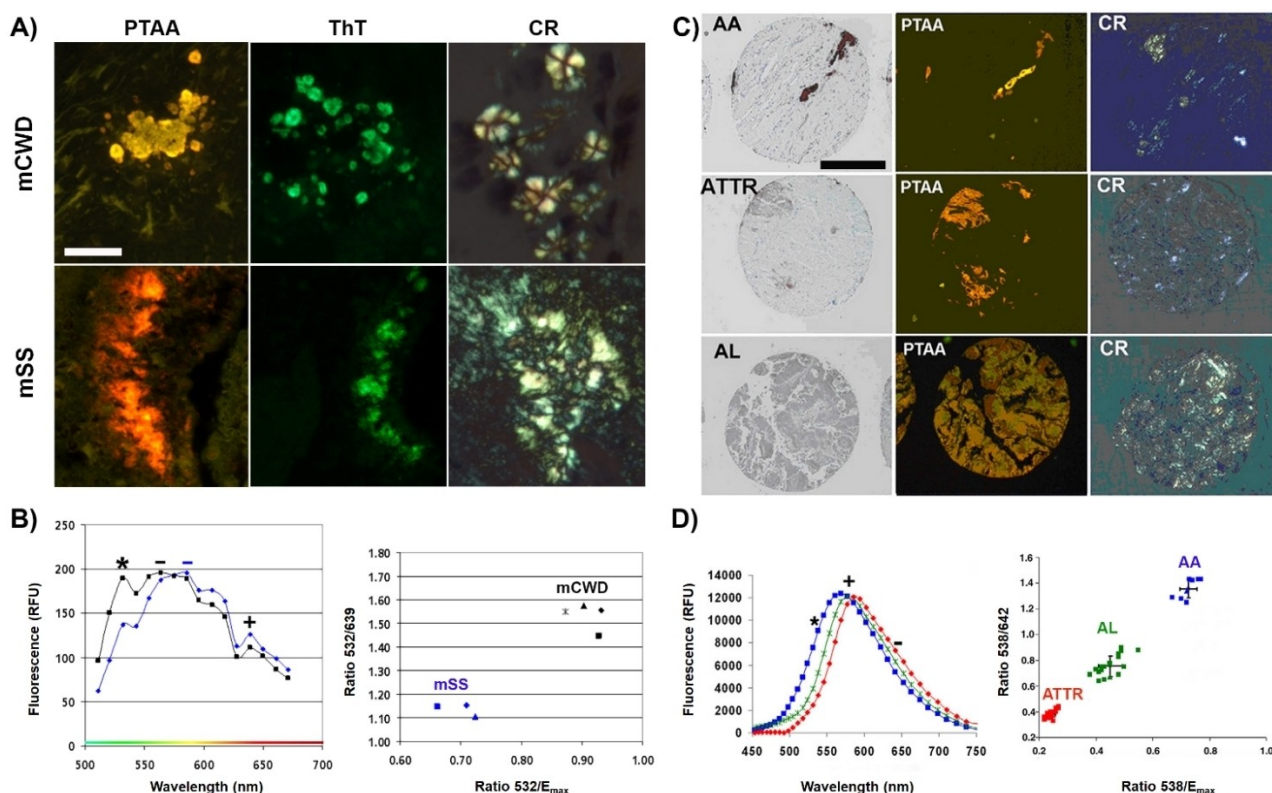 A) PTAA ThT CR
mCWD
mSS
B)
250
200
150
100
50
0
Fluorescence (RFU)
* – – +
500 550 600 650 700
Wavelength (nm)
1.80
1.70
1.60
1.50
1.40
1.30
1.20
1.10
1.00
Ratio 532/639
mCWD
mSS
0.60 0.70 0.80 0.90 1.00
Ratio 532/Emax
C) AA PTAA CR
ATTR PTAA CR
AL PTAA CR
D)
14000
12000
10000
8000
6000
4000
2000
0
Fluorescence (RFU)
* + –
450 500 550 600 650 700 750
Wavelength (nm)
1.6
1.4
1.2
1.0
0.8
0.6
0.4
0.2
Ratio 538/642
AA
AL
ATTR
0.2 0.4 0.6 0.8 1
Ratio 538/Emax